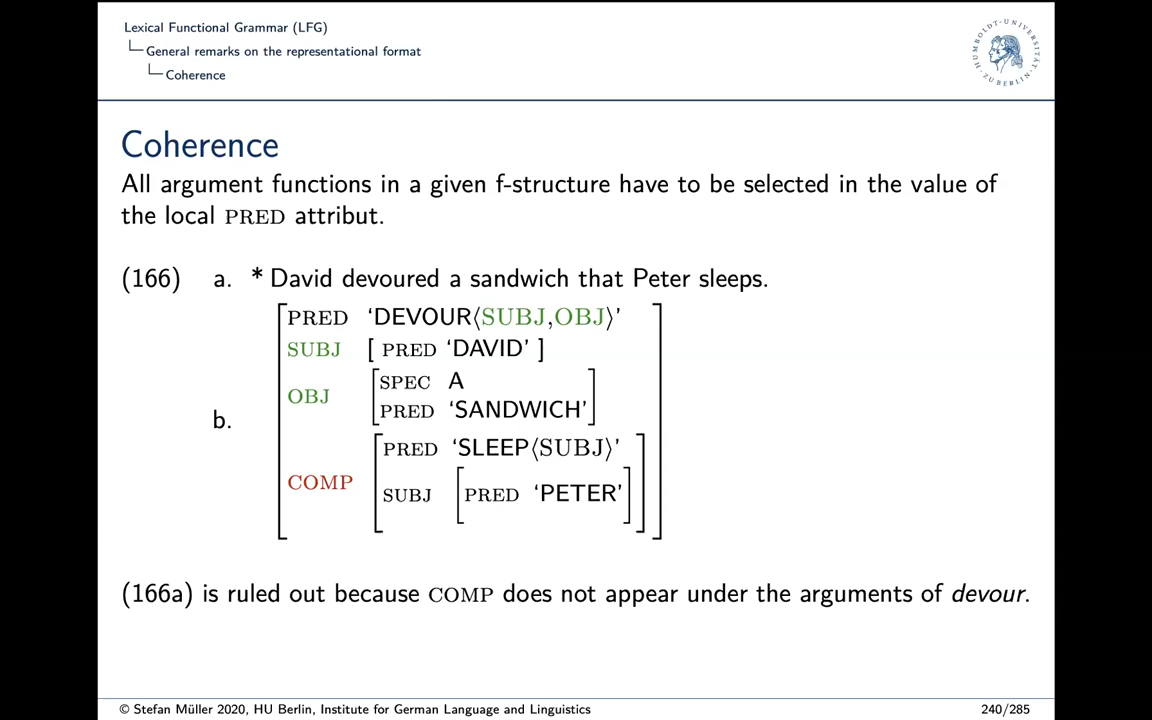 Lexical Functional Grammar (LFG)
General remarks on the representational format
Coherence
HUMBOLDT-UNIVERSITÄT ZU BERLIN
Coherence
All argument functions in a given f-structure have to be selected in the value of
the local PRED attribut.
(166) a. * David devoured a sandwich that Peter sleeps.
b.
PRED ‘DEVOUR⟨SUBJ,OBJ⟩’
SUBJ [ PRED ‘DAVID’ ]
OBJ [ SPEC A
PRED ‘SANDWICH’ ]
COMP [ PRED ‘SLEEP⟨SUBJ⟩’
SUBJ [ PRED ‘PETER’ ] ]
(166a) is ruled out because COMP does not appear under the arguments of devour.
© Stefan Müller 2020, HU Berlin, Institute for German Language and Linguistics 240/285